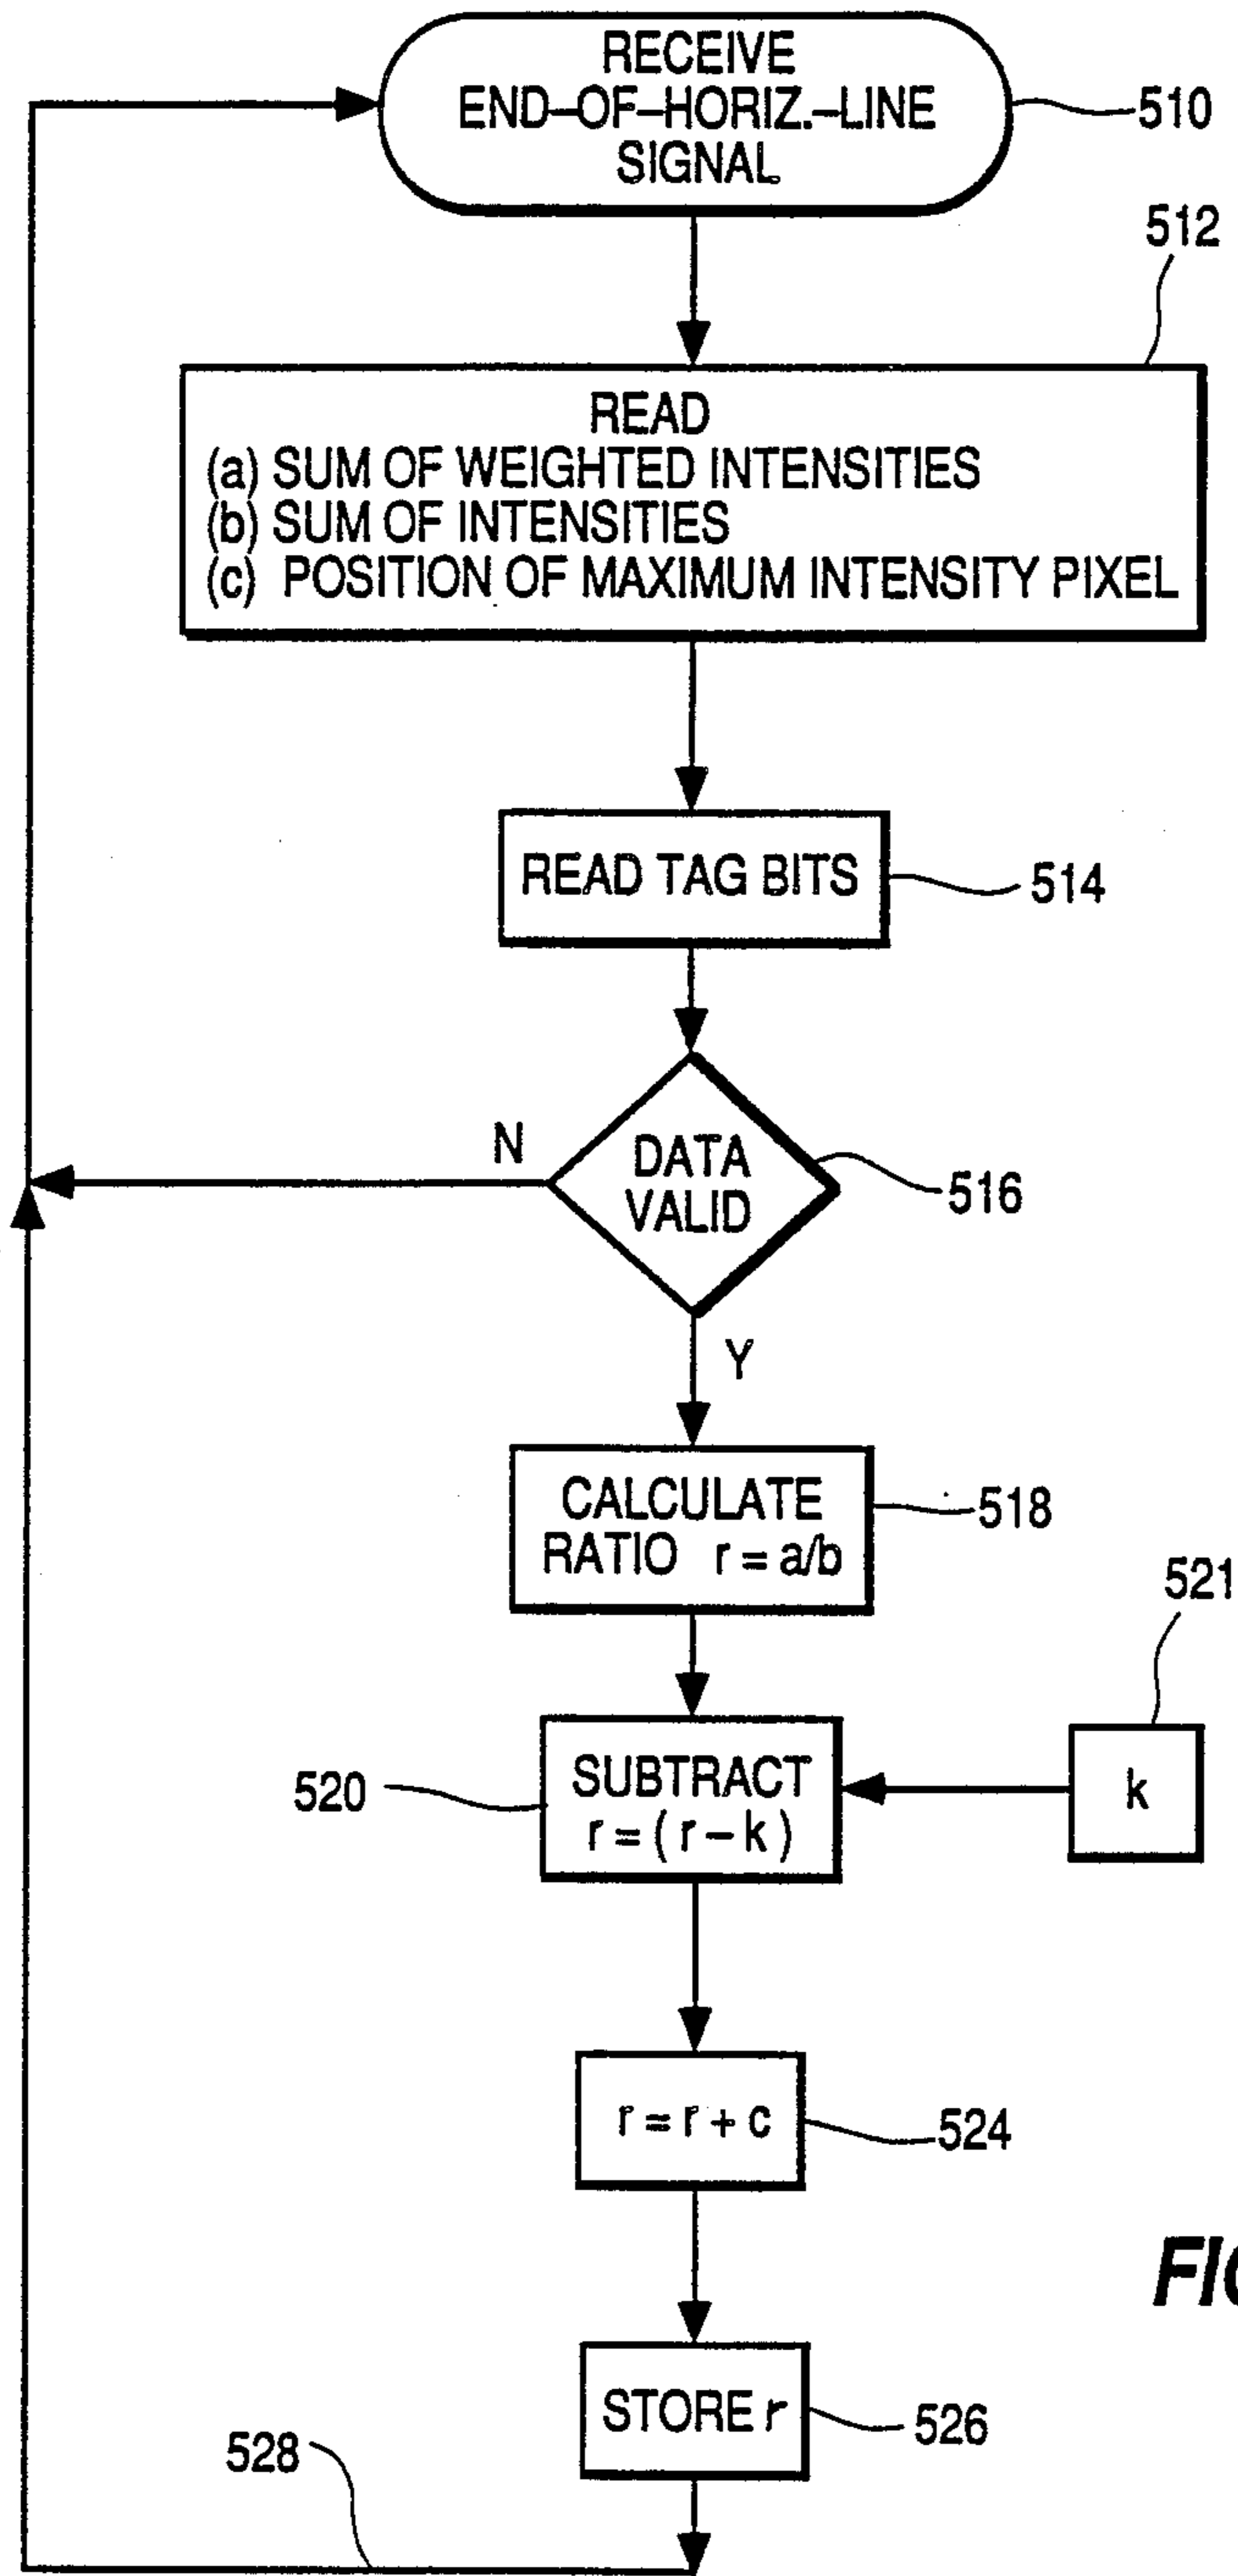 RECEIVE
END-OF-HORIZ.-LINE
SIGNAL
510
512
READ
(a) SUM OF WEIGHTED INTENSITIES
(b) SUM OF INTENSITIES
(c) POSITION OF MAXIMUM INTENSITY PIXEL
READ TAG BITS
514
N
DATA
VALID
516
Y
CALCULATE
RATIO r = a/b
518
521
520
SUBTRACT
r = ( r - k )
k
r = r + c
524
FIG
STORE r
526
528